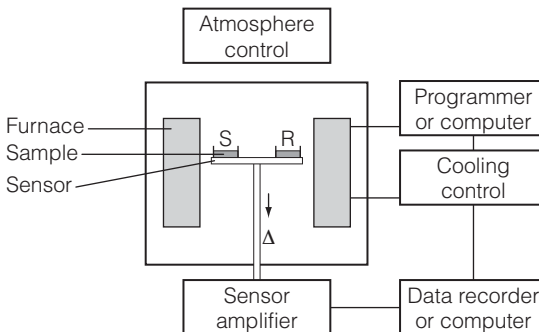 Atmosphere
control
Furnace
Sample
Sensor
S
R
Δ
Programmer
or computer
Cooling
control
Sensor
amplifier
Data recorder
or computer